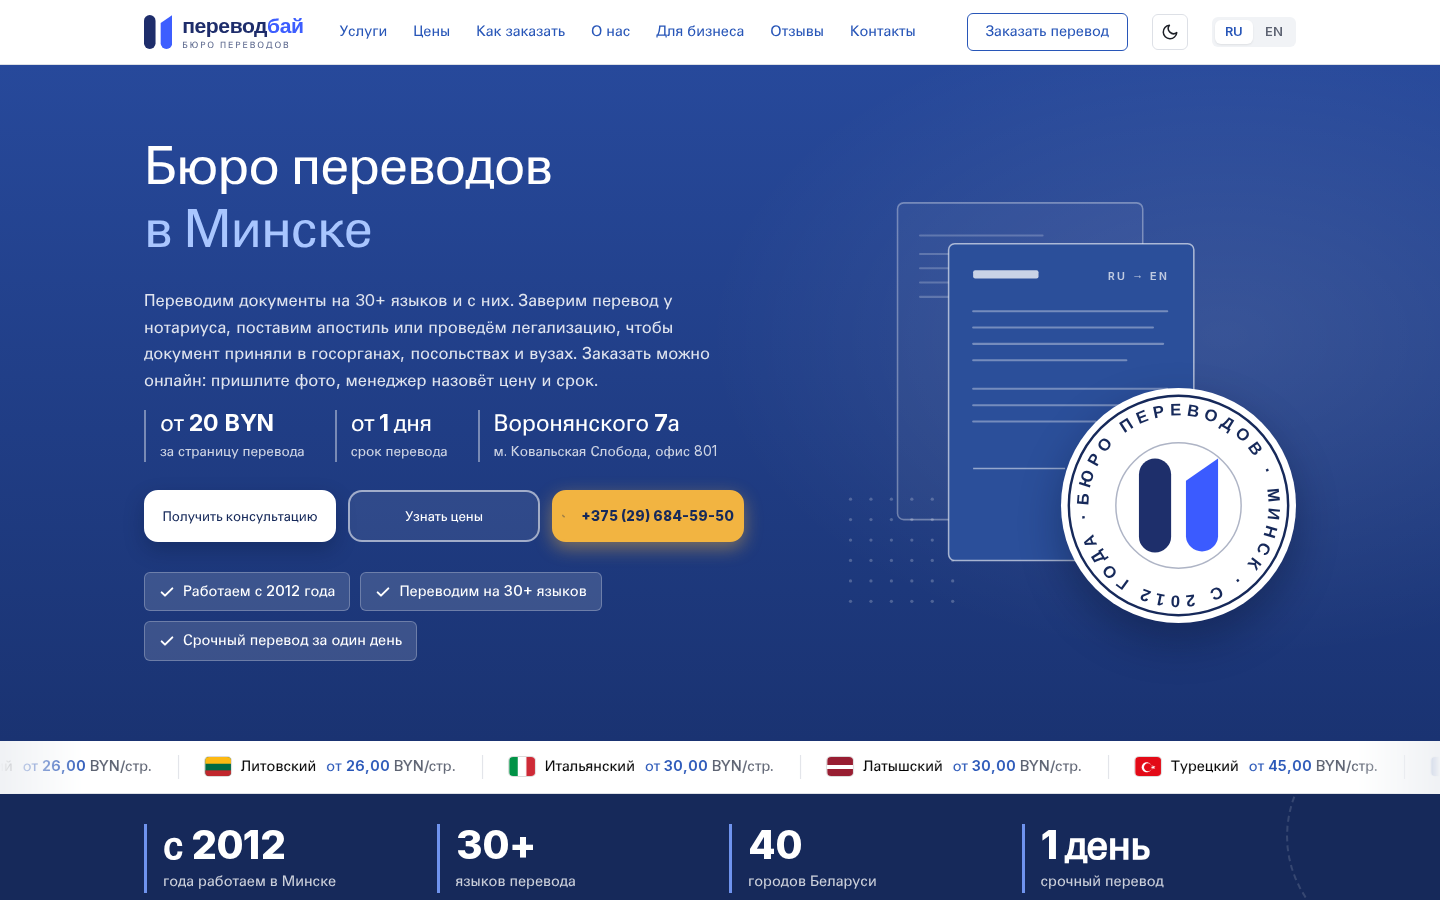 переводбай
БЮРО ПЕРЕВОДОВ
Услуги
Цены
Как заказать
О нас
Для бизнеса
Отзывы
Контакты
Заказать перевод
RU
EN
Бюро переводов
в Минске
Переводим документы на 30+ языков и с них. Заверим перевод у
нотариуса, поставим апостиль или проведём легализацию, чтобы
документ приняли в госорганах, посольствах и вузах. Заказать можно
онлайн: пришлите фото, менеджер назовёт цену и срок.
от 20 BYN
за страницу перевода
от 1 дня
срок перевода
Воронянского 7а
м. Ковальская Слобода, офис 801
Получить консультацию
Узнать цены
+375 (29) 684-59-50
Работаем с 2012 года
Переводим на 30+ языков
Срочный перевод за один день
RU → EN
БЮРО ПЕРЕВОДОВ · МИНСК · С 2012 ГОДА ·
от 26,00 BYN/стр.
Литовский от 26,00 BYN/стр.
Итальянский от 30,00 BYN/стр.
Латышский от 30,00 BYN/стр.
Турецкий от 45,00 BYN/стр.
с 2012
года работаем в Минске
30+
языков перевода
40
городов Беларуси
1 день
срочный перевод